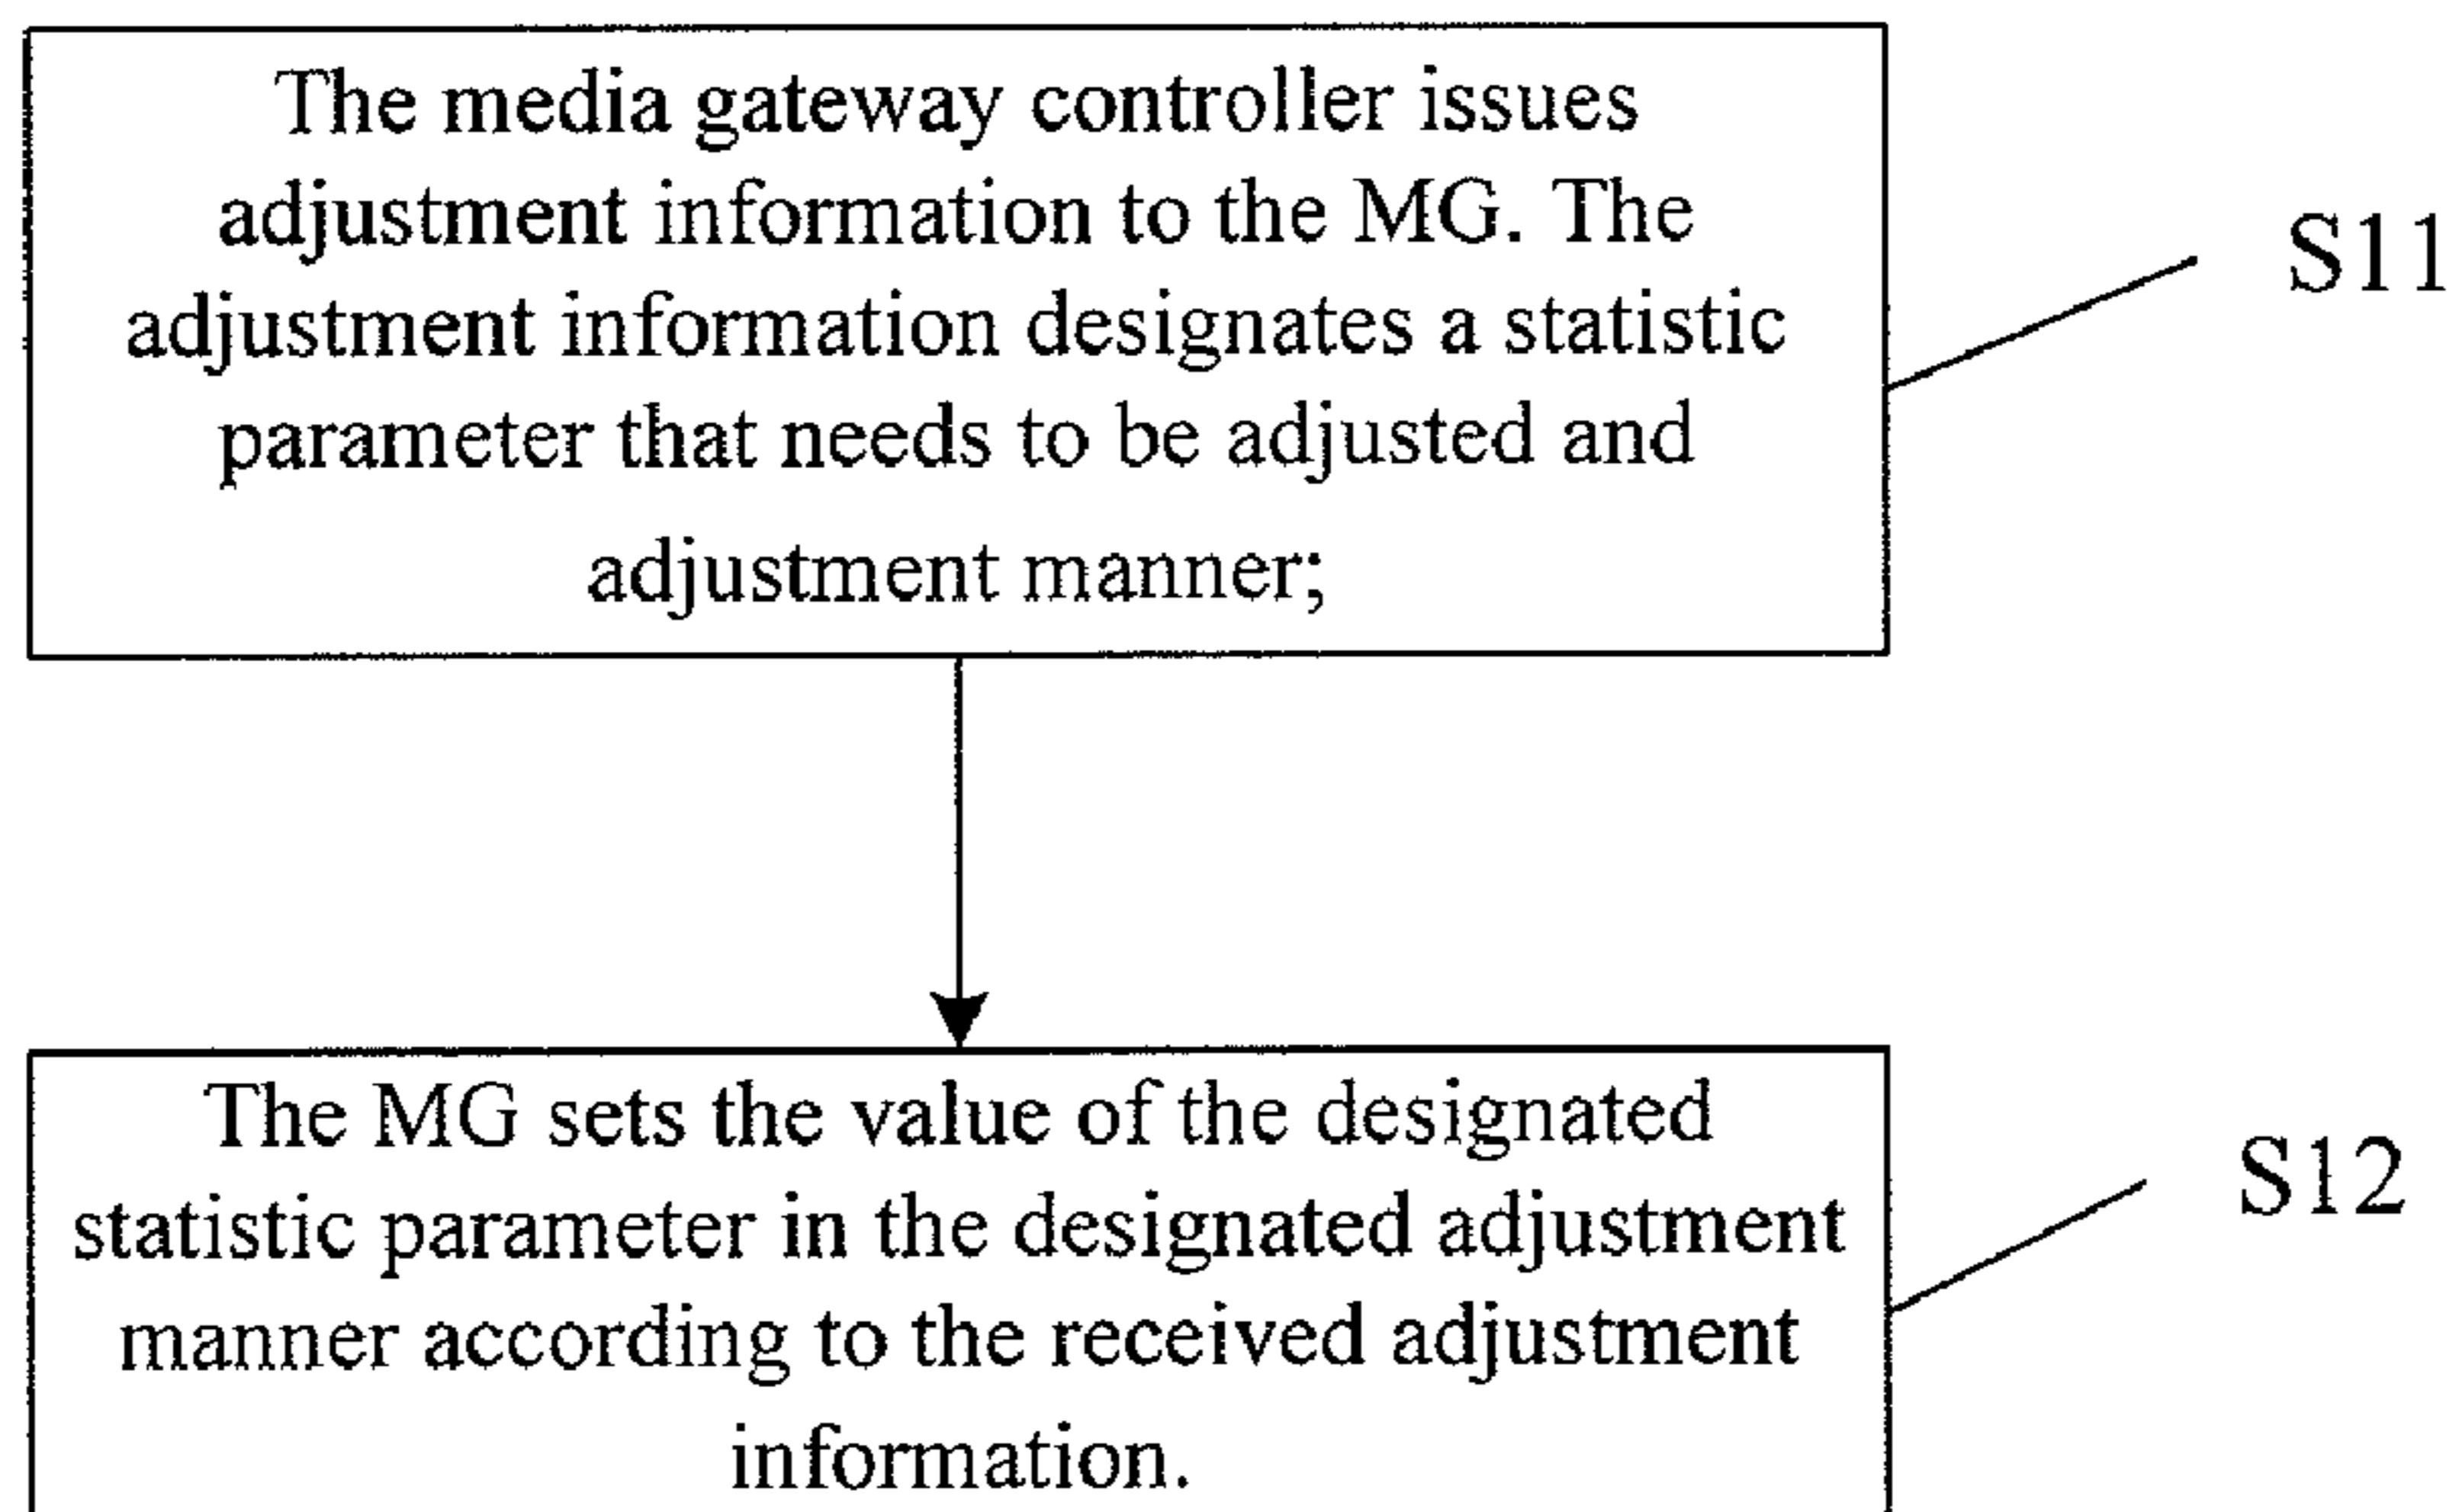 The media gateway controller issues
adjustment information to the MG. The
adjustment information designates a statistic
parameter that needs to be adjusted and
adjustment manner;
S11
The MG sets the value of the designated
statistic parameter in the designated adjustment
manner according to the received adjustment
information.
S12